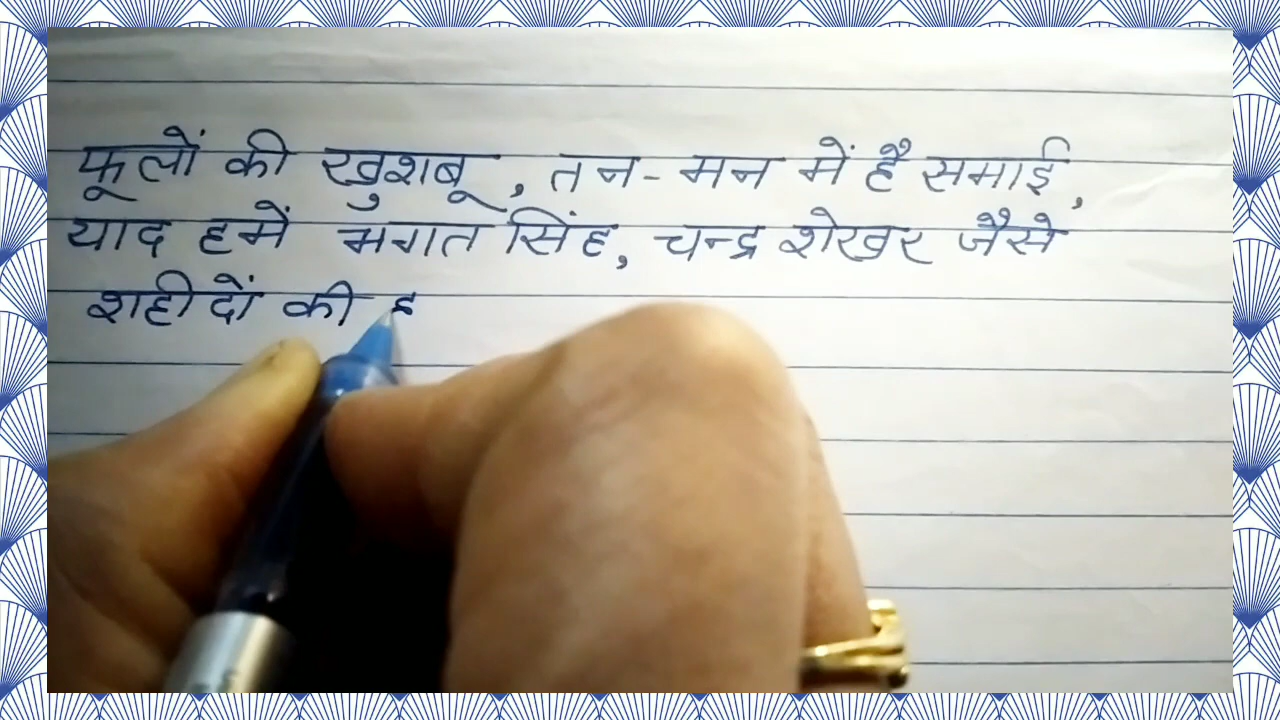 फूलों की खुशबू, तन-मन में है समाई,
याद हमें भगत सिंह, चन्द्र शेखर जैसे
शहीदों की